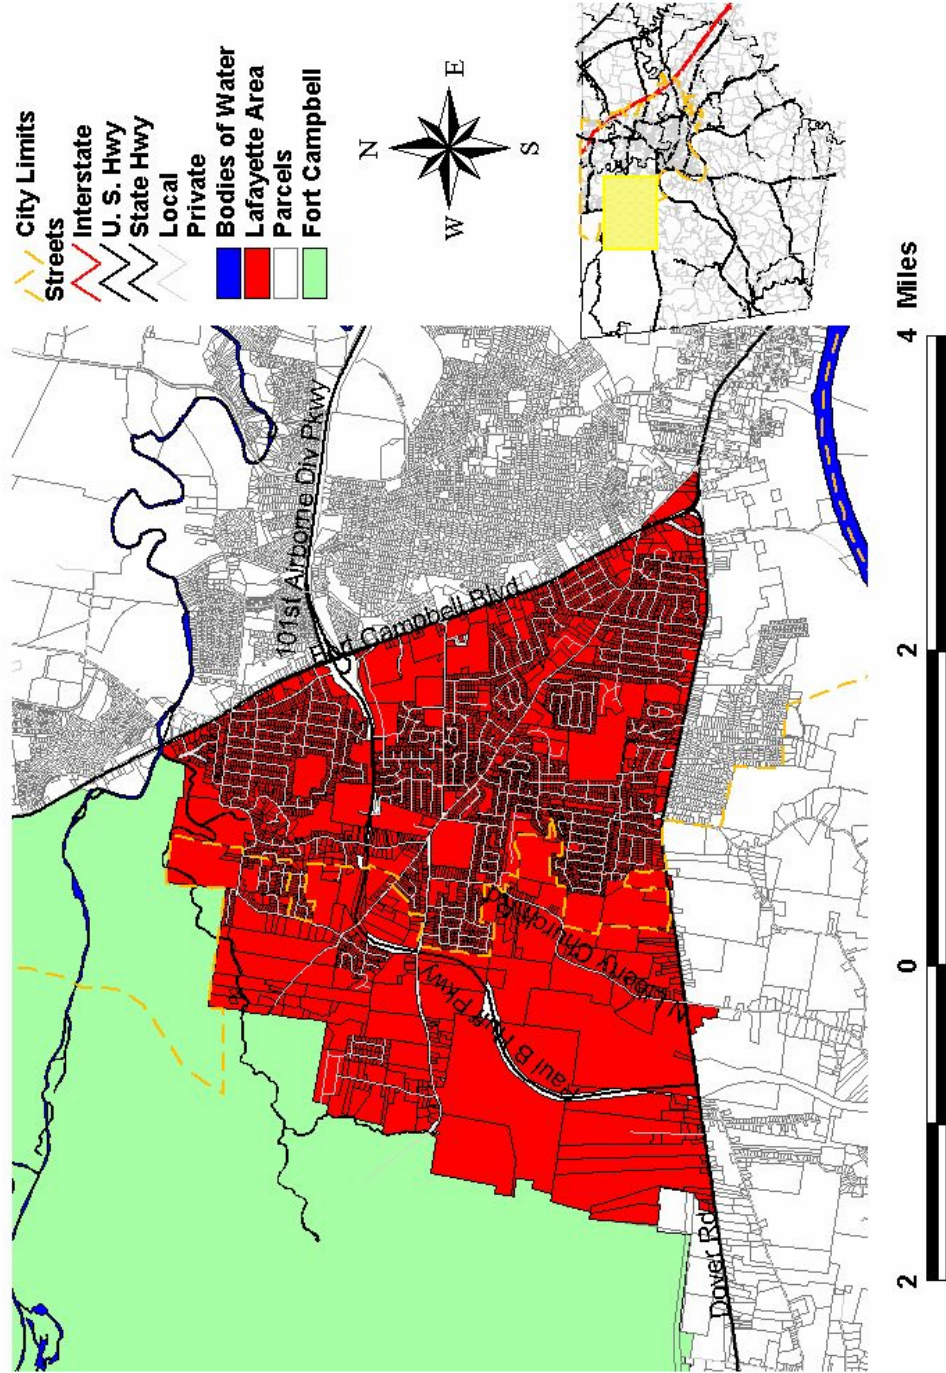 City Limits
Streets
Interstate
U. S. Hwy
State Hwy
Local
Private
Bodies of Water
Lafayette Area
Parcels
Fort Campbell
N
W
E
S
101st Airborne Div Pkwy
Fort Campbell Blvd
N Liberty Church Rd
Paul B Huff Pkwy
Dover Rd
2
0
2
4
Miles